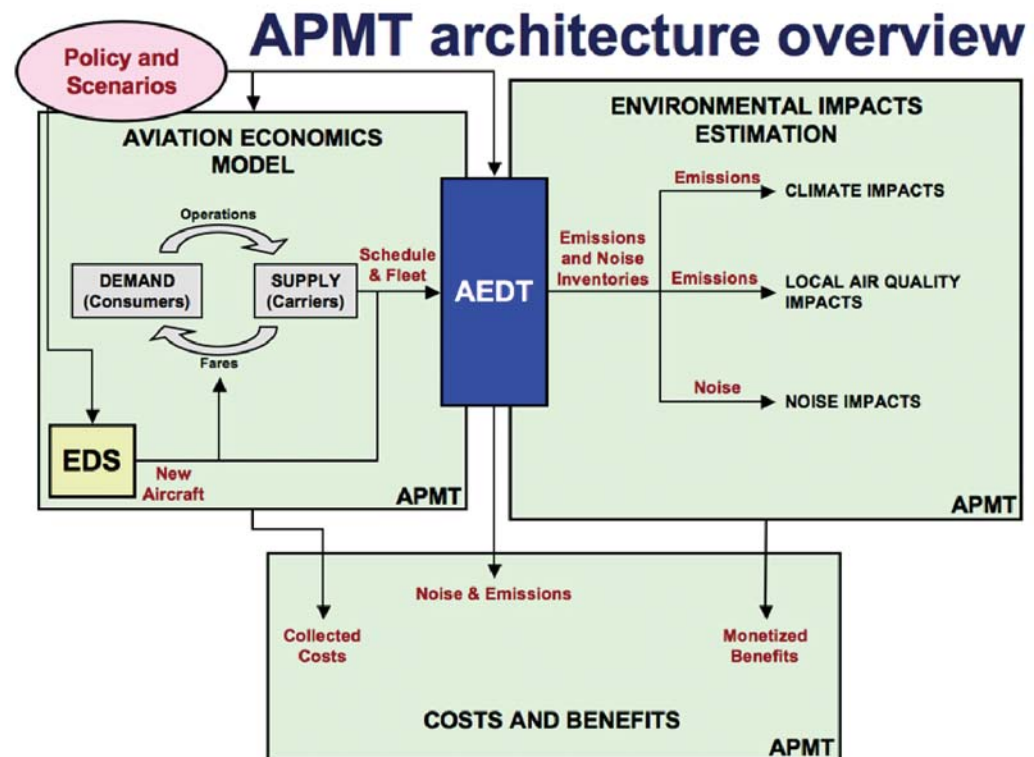 APMT architecture overview
Policy and
Scenarios
AVIATION ECONOMICS
MODEL
Operations
DEMAND
(Consumers)
SUPPLY
(Carriers)
Fares
Schedule
& Fleet
EDS
New
Aircraft
APMT
AEDT
ENVIRONMENTAL IMPACTS
ESTIMATION
Emissions
and Noise
Inventories
Emissions
CLIMATE IMPACTS
Emissions
LOCAL AIR QUALITY
IMPACTS
Noise
NOISE IMPACTS
APMT
Noise & Emissions
Collected
Costs
Monetized
Benefits
COSTS AND BENEFITS
APMT